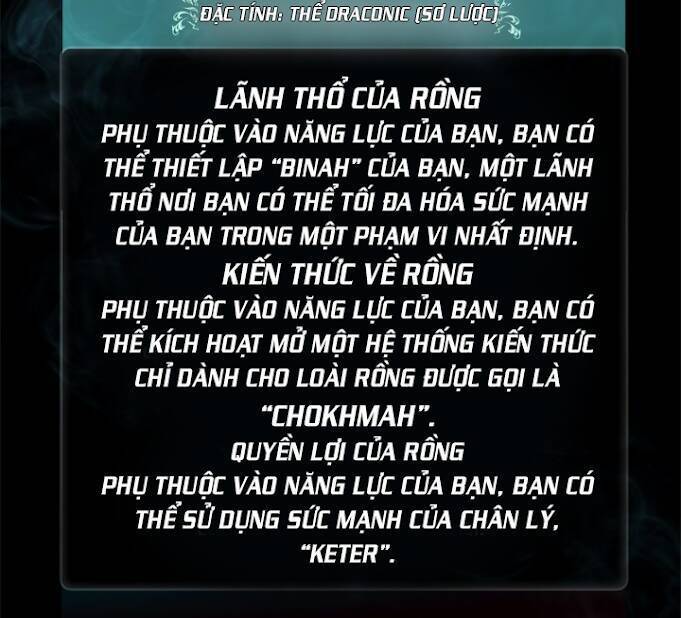 ĐẶC TÍNH: THỂ DRACONIC (SƠ LƯỢC)
LÃNH THỔ CỦA RỒNG
PHỤ THUỘC VÀO NĂNG LỰC CỦA BẠN, BẠN CÓ
THỂ THIẾT LẬP “BINAH” CỦA BẠN, MỘT LÃNH
THỔ NƠI BẠN CÓ THỂ TỐI ĐA HÓA SỨC MẠNH
CỦA BẠN TRONG MỘT PHẠM VI NHẤT ĐỊNH.
KIẾN THỨC VỀ RỒNG
PHỤ THUỘC VÀO NĂNG LỰC CỦA BẠN, BẠN CÓ
THỂ KÍCH HOẠT MỞ MỘT HỆ THỐNG KIẾN THỨC
CHỈ DÀNH CHO LOÀI RỒNG ĐƯỢC GỌI LÀ
“CHOKHMAH”.
QUYỀN LỢI CỦA RỒNG
PHỤ THUỘC VÀO NĂNG LỰC CỦA BẠN, BẠN CÓ
THỂ SỬ DỤNG SỨC MẠNH CỦA CHÂN LÝ,
“KETER”.